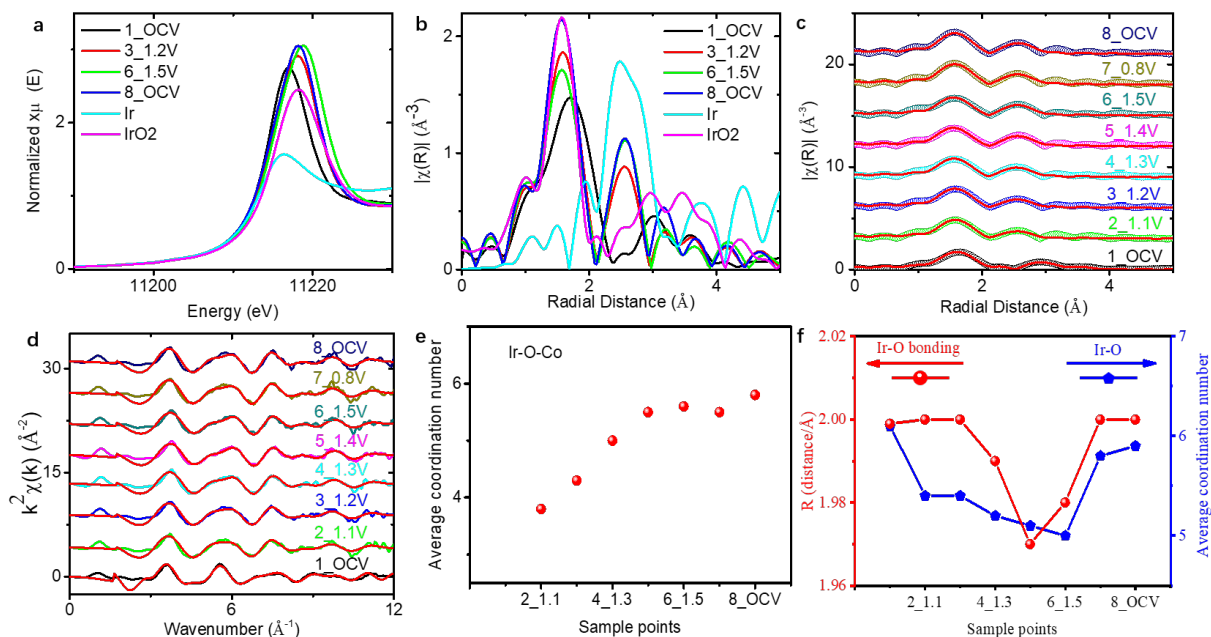 a
1_OCV
3_1.2V
6_1.5V
8_OCV
Ir
IrO2
Normalized xμ (E)
2
0
11200
11220
Energy (eV)
b
1_OCV
3_1.2V
6_1.5V
8_OCV
Ir
IrO2
|χ(R)| (Å⁻³)
2
1
0
0
2
4
Radial Distance (Å)
c
8_OCV
7_0.8V
6_1.5V
5_1.4V
4_1.3V
3_1.2V
2_1.1V
1_OCV
|χ(R)| (Å⁻³)
20
10
0
0
2
4
Radial Distance (Å)
d
8_OCV
7_0.8V
6_1.5V
5_1.4V
4_1.3V
3_1.2V
2_1.1V
1_OCV
k²χ(k) (Å⁻²)
30
15
0
0
6
12
Wavenumber (Å⁻¹)
e
Ir-O-Co
Average coordination number
6
4
2_1.1
4_1.3
6_1.5
8_OCV
Sample points
f
Ir-O bonding
Ir-O
R (distance/Å)
2.02
2.00
1.98
1.96
7
6
5
Average coordination number
2_1.1
4_1.3
6_1.5
8_OCV
Sample points